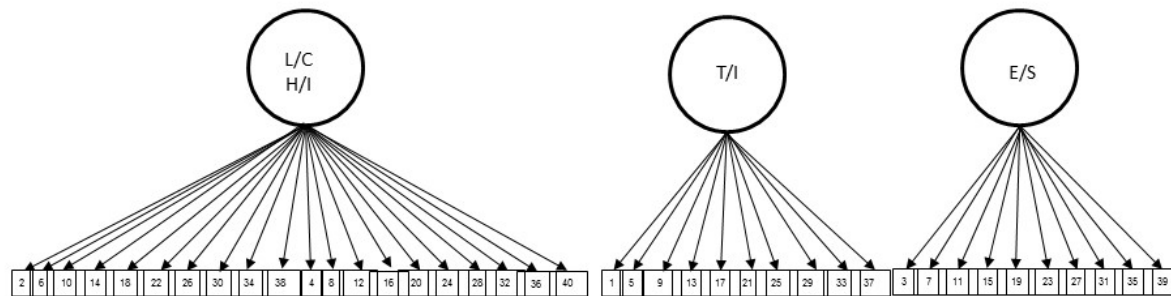 L/C
H/I
T/I
E/S
2 6 10 14 18 22 26 30 34 38 4 8 12 16 20 24 28 32 36 40
1 5 9 13 17 21 25 29 33 37
3 7 11 15 19 23 27 31 35 39